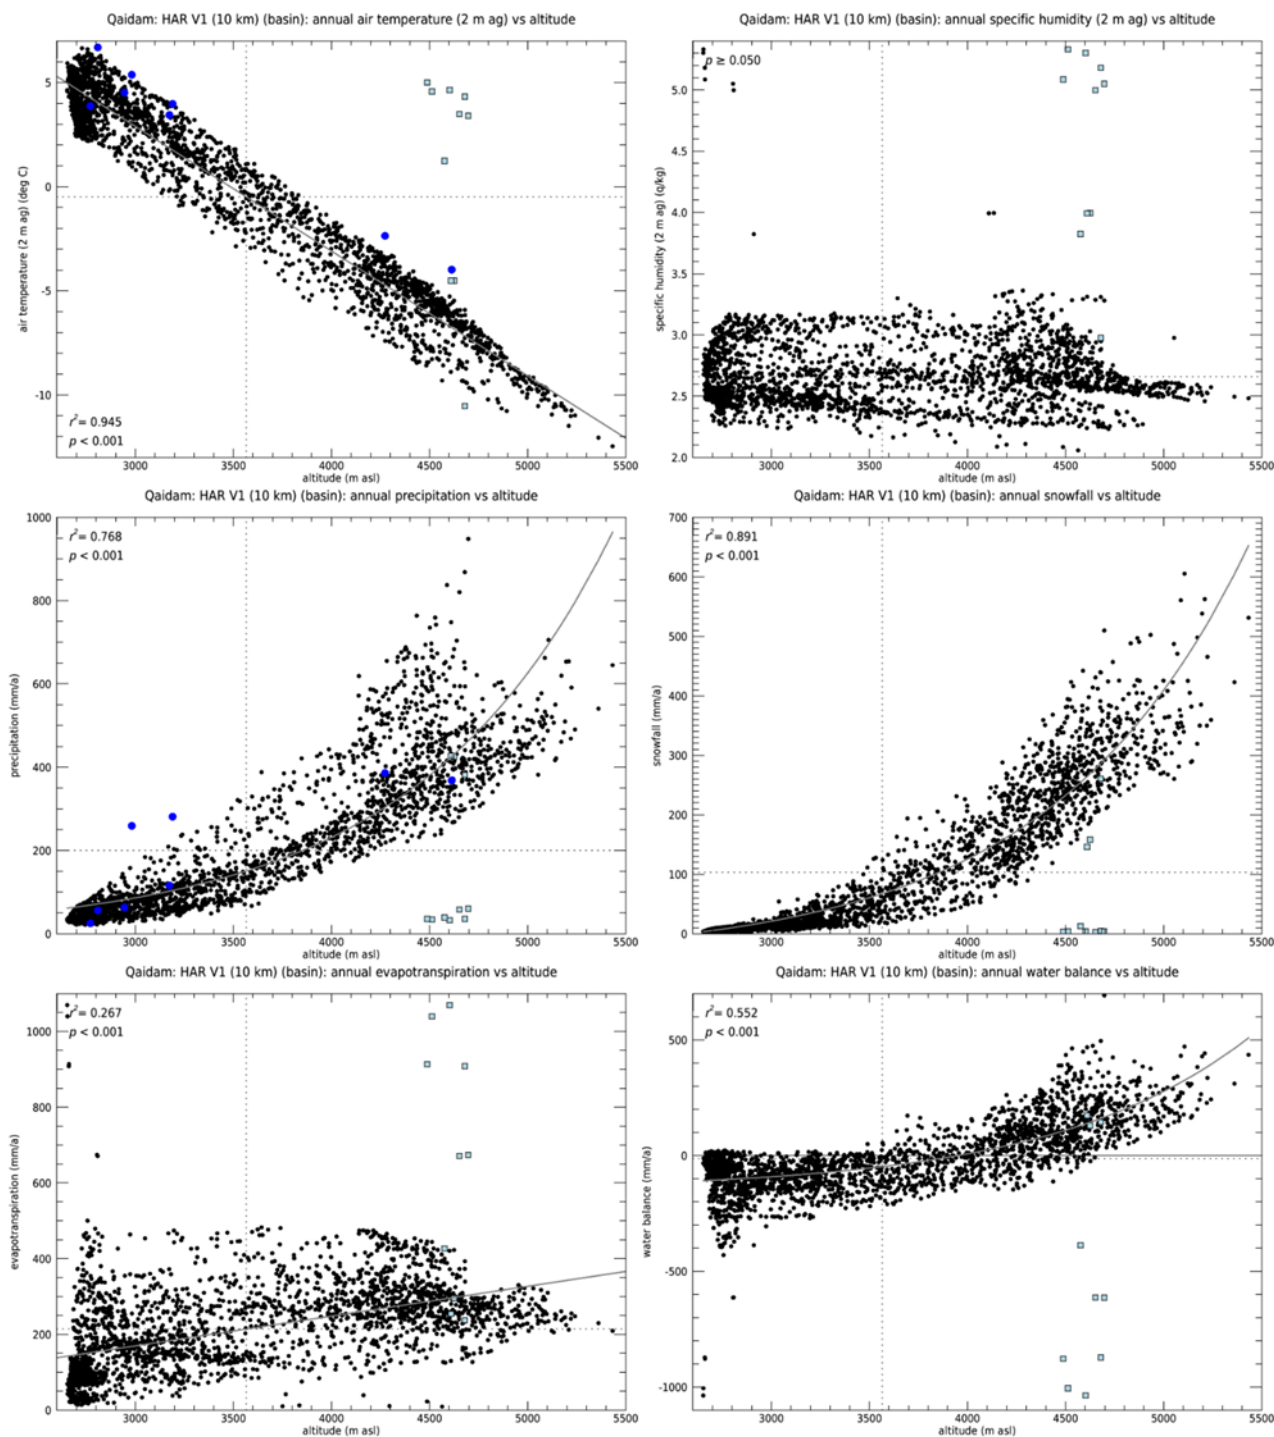 Qaidam: HAR V1 (10 km) (basin): annual air temperature (2 m ag) vs altitude
5
0
-5
-10
air temperature (2 m ag) (deg C)
r² = 0.945
p < 0.001
3000 3500 4000 4500 5000 5500
altitude (m asl)
Qaidam: HAR V1 (10 km) (basin): annual specific humidity (2 m ag) vs altitude
p ≥ 0.050
5.0
4.5
4.0
3.5
3.0
2.5
2.0
specific humidity (2 m ag) (g/kg)
3000 3500 4000 4500 5000 5500
altitude (m asl)
Qaidam: HAR V1 (10 km) (basin): annual precipitation vs altitude
r² = 0.768
p < 0.001
1000
800
600
400
200
0
precipitation (mm/a)
3000 3500 4000 4500 5000 5500
altitude (m asl)
Qaidam: HAR V1 (10 km) (basin): annual snowfall vs altitude
r² = 0.891
p < 0.001
700
600
500
400
300
200
100
0
snowfall (mm/a)
3000 3500 4000 4500 5000 5500
altitude (m asl)
Qaidam: HAR V1 (10 km) (basin): annual evapotranspiration vs altitude
r² = 0.267
p < 0.001
1000
800
600
400
200
0
evapotranspiration (mm/a)
3000 3500 4000 4500 5000 5500
altitude (m asl)
Qaidam: HAR V1 (10 km) (basin): annual water balance vs altitude
r² = 0.552
p < 0.001
500
0
-500
-1000
water balance (mm/a)
3000 3500 4000 4500 5000 5500
altitude (m asl)